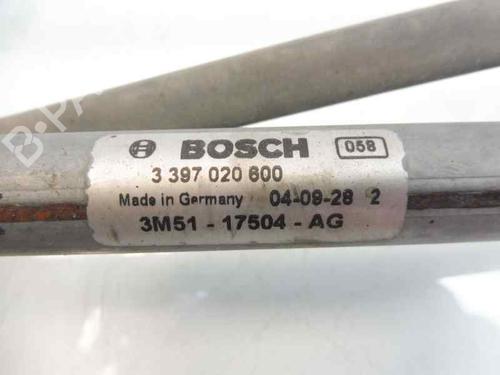 BOSCH 058
3 397 020 600
Made in Germany 04-09-28 2
3M51 - 17504 - AG